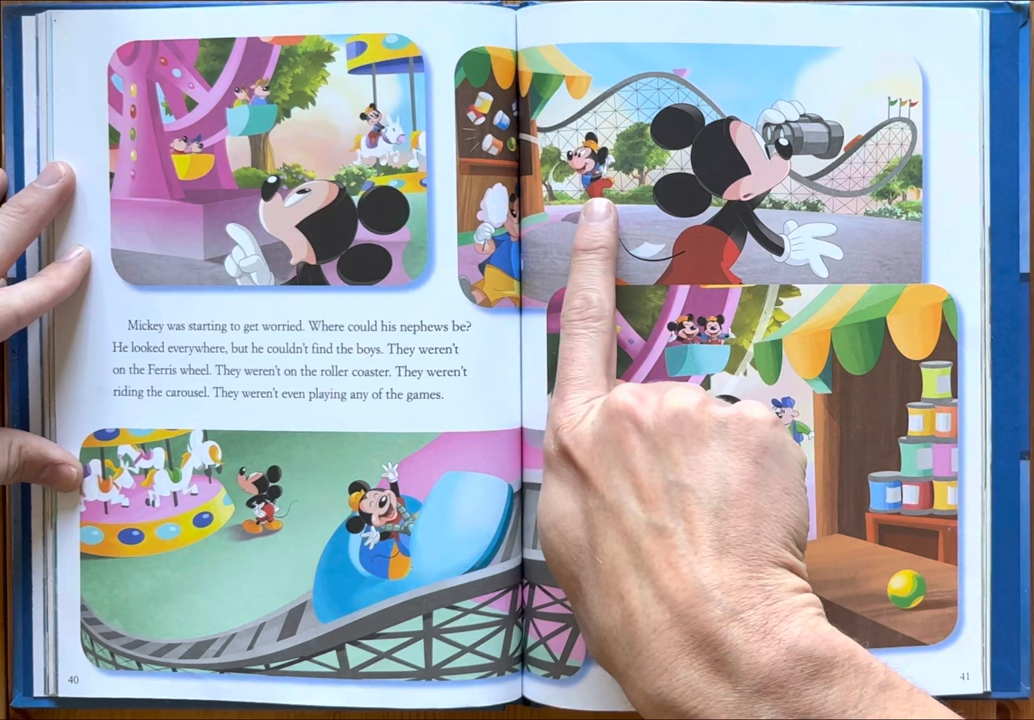 Mickey was starting to get worried. Where could his nephews be?
He looked everywhere, but he couldn't find the boys. They weren't
on the Ferris wheel. They weren't on the roller coaster. They weren't
riding the carousel. They weren't even playing any of the games.
40
41